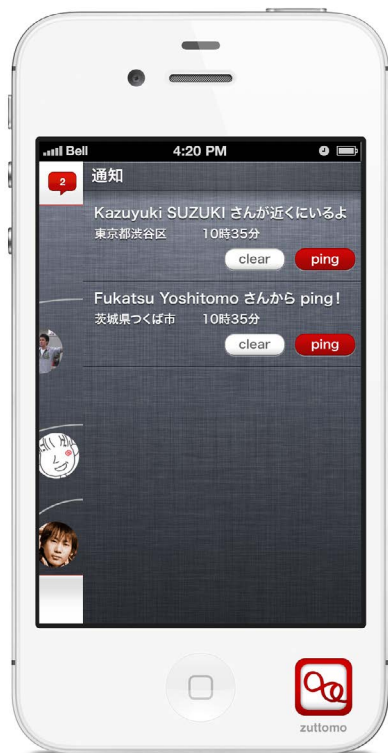 Bell
4:20 PM
2
通知
Kazuyuki SUZUKI さんが近くにいるよ
東京都渋谷区 10時35分
clear ping
Fukatsu Yoshitomo さんから ping!
茨城県つくば市 10時35分
clear ping
zuttomo